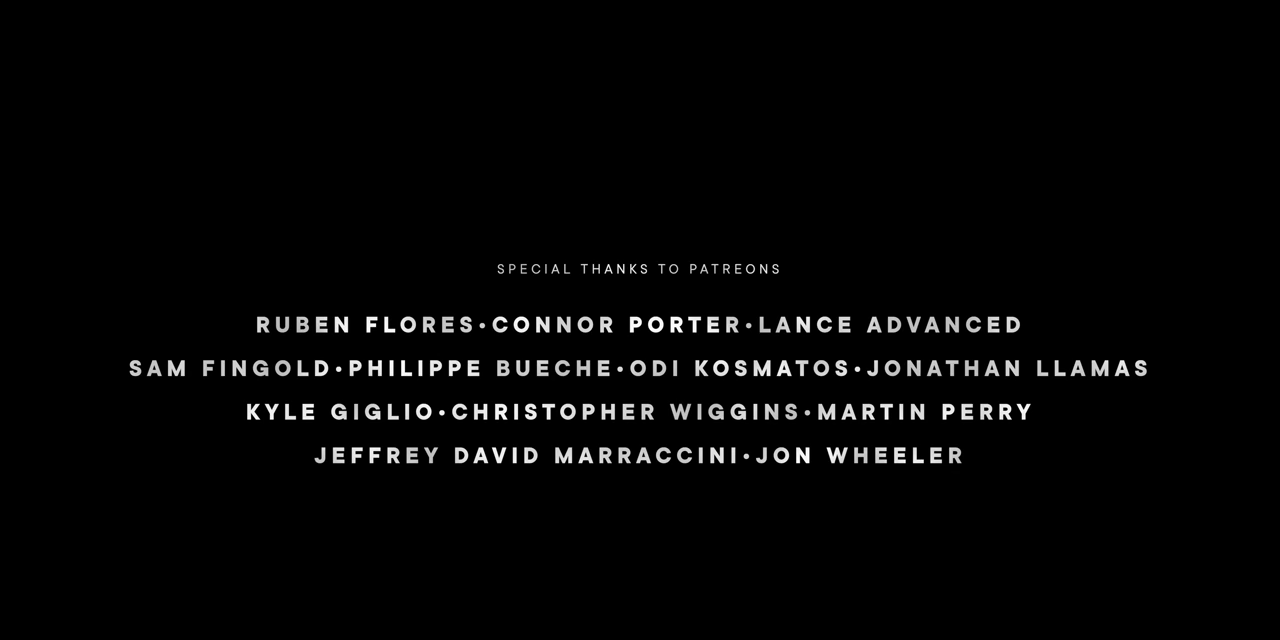 SPECIAL THANKS TO PATREONS
RUBEN FLORES•CONNOR PORTER•LANCE ADVANCED
SAM FINGOLD•PHILIPPE BUECHE•ODI KOSMATOS•JONATHAN LLAMAS
KYLE GIGLIO•CHRISTOPHER WIGGINS•MARTIN PERRY
JEFFREY DAVID MARRACCINI•JON WHEELER